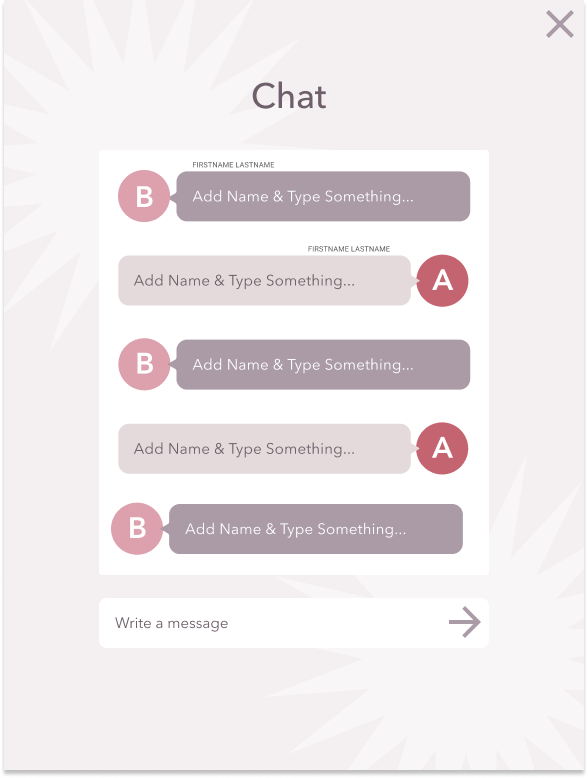 Chat
FIRSTNAME LASTNAME
B
Add Name & Type Something...
FIRSTNAME LASTNAME
Add Name & Type Something...
A
B
Add Name & Type Something...
Add Name & Type Something...
A
B
Add Name & Type Something...
Write a message